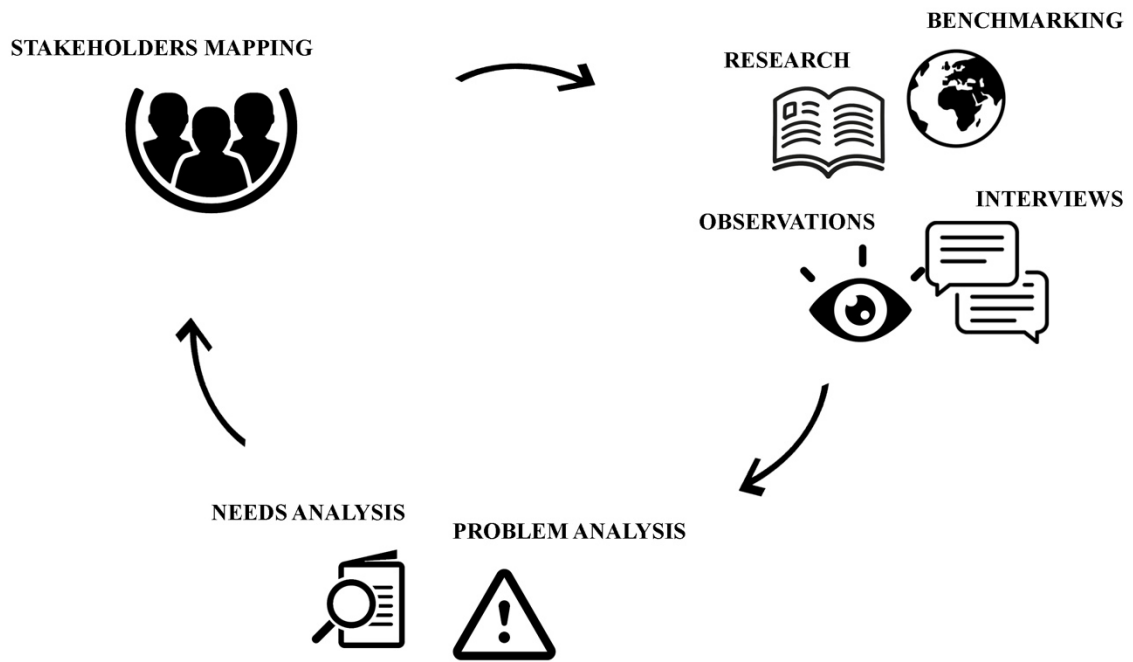 STAKEHOLDERS MAPPING
BENCHMARKING
RESEARCH
INTERVIEWS
OBSERVATIONS
NEEDS ANALYSIS
PROBLEM ANALYSIS